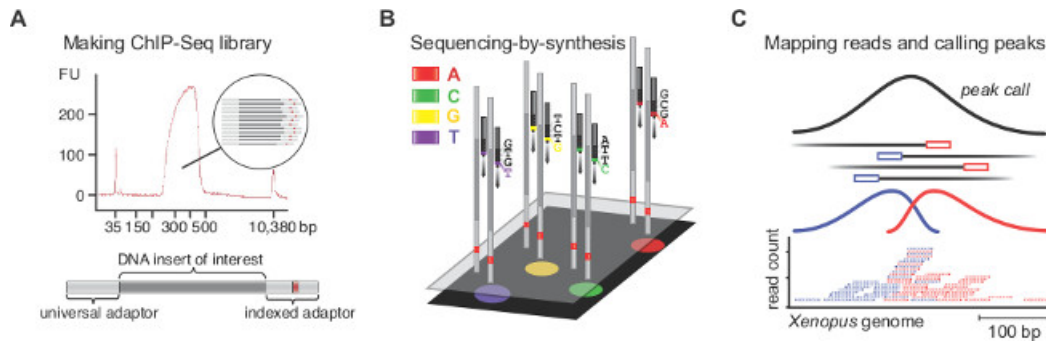 A
Making ChIP-Seq library
FU
200
100
0
35 150 300 500 10,380 bp
DNA insert of interest
universal adaptor
indexed adaptor
B
Sequencing-by-synthesis
A
C
G
T
C
Mapping reads and calling peaks
peak call
read count
Xenopus genome
100 bp